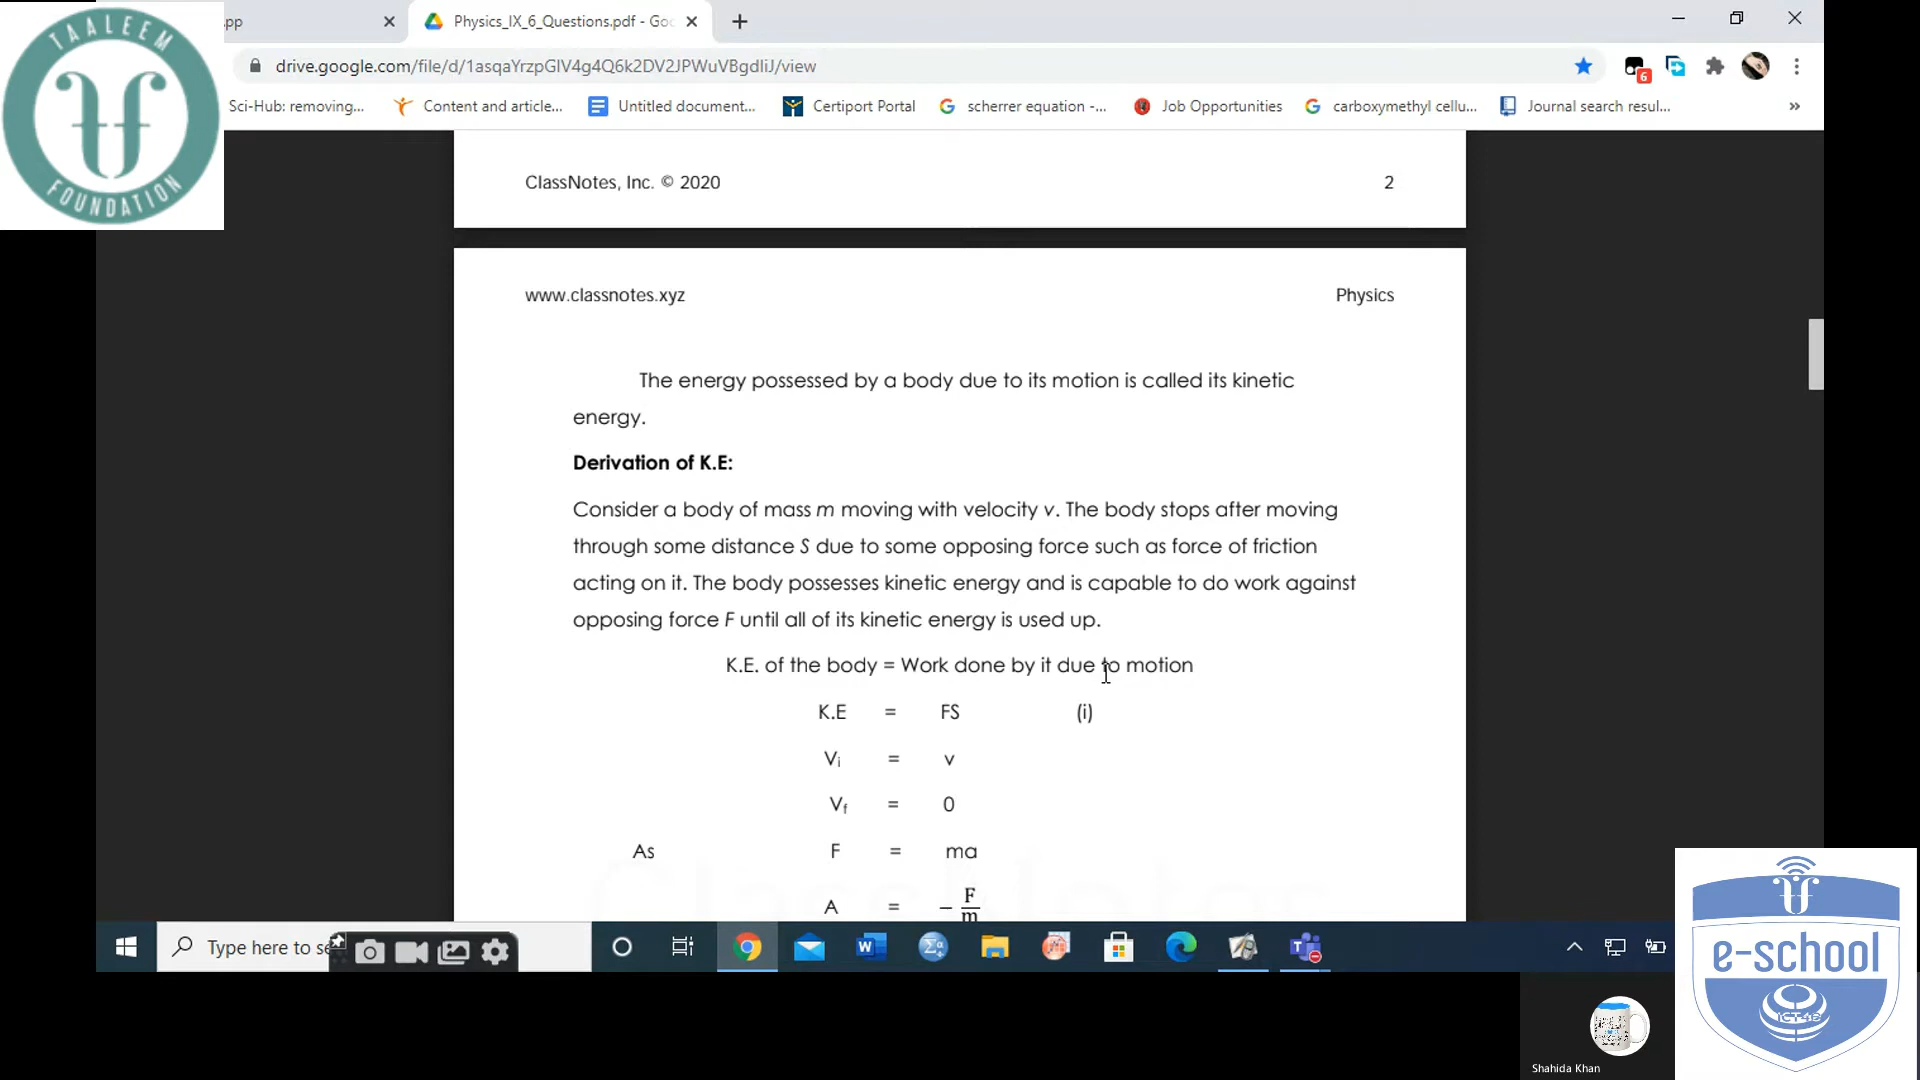 TAALEEM
FOUNDATION
pp
Physics_IX_6_Questions.pdf - Goo
drive.google.com/file/d/1asqaYrzpGlV4g4Q6k2DV2JPWuVBgdIiJ/view
6
Sci-Hub: removing...
Content and article...
Untitled document...
Certiport Portal
scherrer equation -...
Job Opportunities
carboxymethyl cellu...
Journal search resul...
»
ClassNotes, Inc. © 2020 2
www.classnotes.xyz Physics
The energy possessed by a body due to its motion is called its kinetic
energy.
Derivation of K.E:
Consider a body of mass m moving with velocity v. The body stops after moving
through some distance S due to some opposing force such as force of friction
acting on it. The body possesses kinetic energy and is capable to do work against
opposing force F until all of its kinetic energy is used up.
K.E. of the body = Work done by it due to motion
K.E = FS (i)
Vi = v
Vf = 0
As F = ma
A = − F/m
ClassNotes
Type here to se
e-school
ICT4E
Shahida Khan